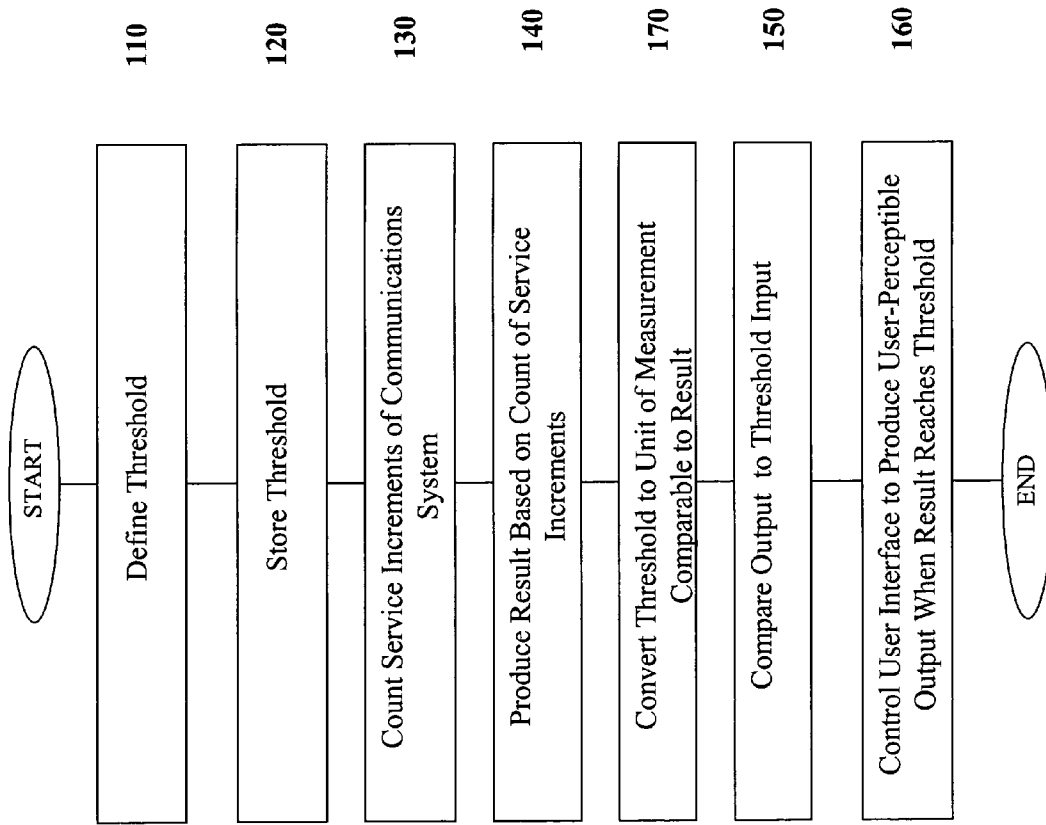 START
Define Threshold
110
Store Threshold
120
Count Service Increments of Communications
System
130
Produce Result Based on Count of Service
Increments
140
Convert Threshold to Unit of Measurement
Comparable to Result
170
Compare Output to Threshold Input
150
Control User Interface to Produce User-Perceptible
Output When Result Reaches Threshold
160
END